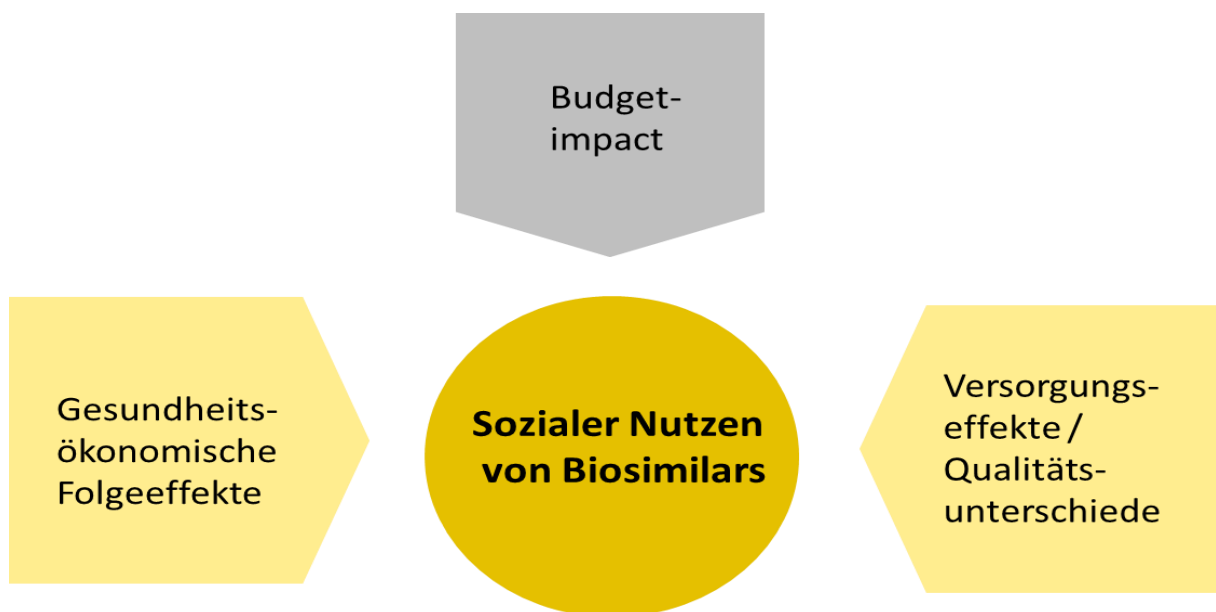 Budget-
impact
Gesundheits-
ökonomische
Folgeeffekte
Sozialer Nutzen
von Biosimilars
Versorgungs-
effekte /
Qualitäts-
unterschiede